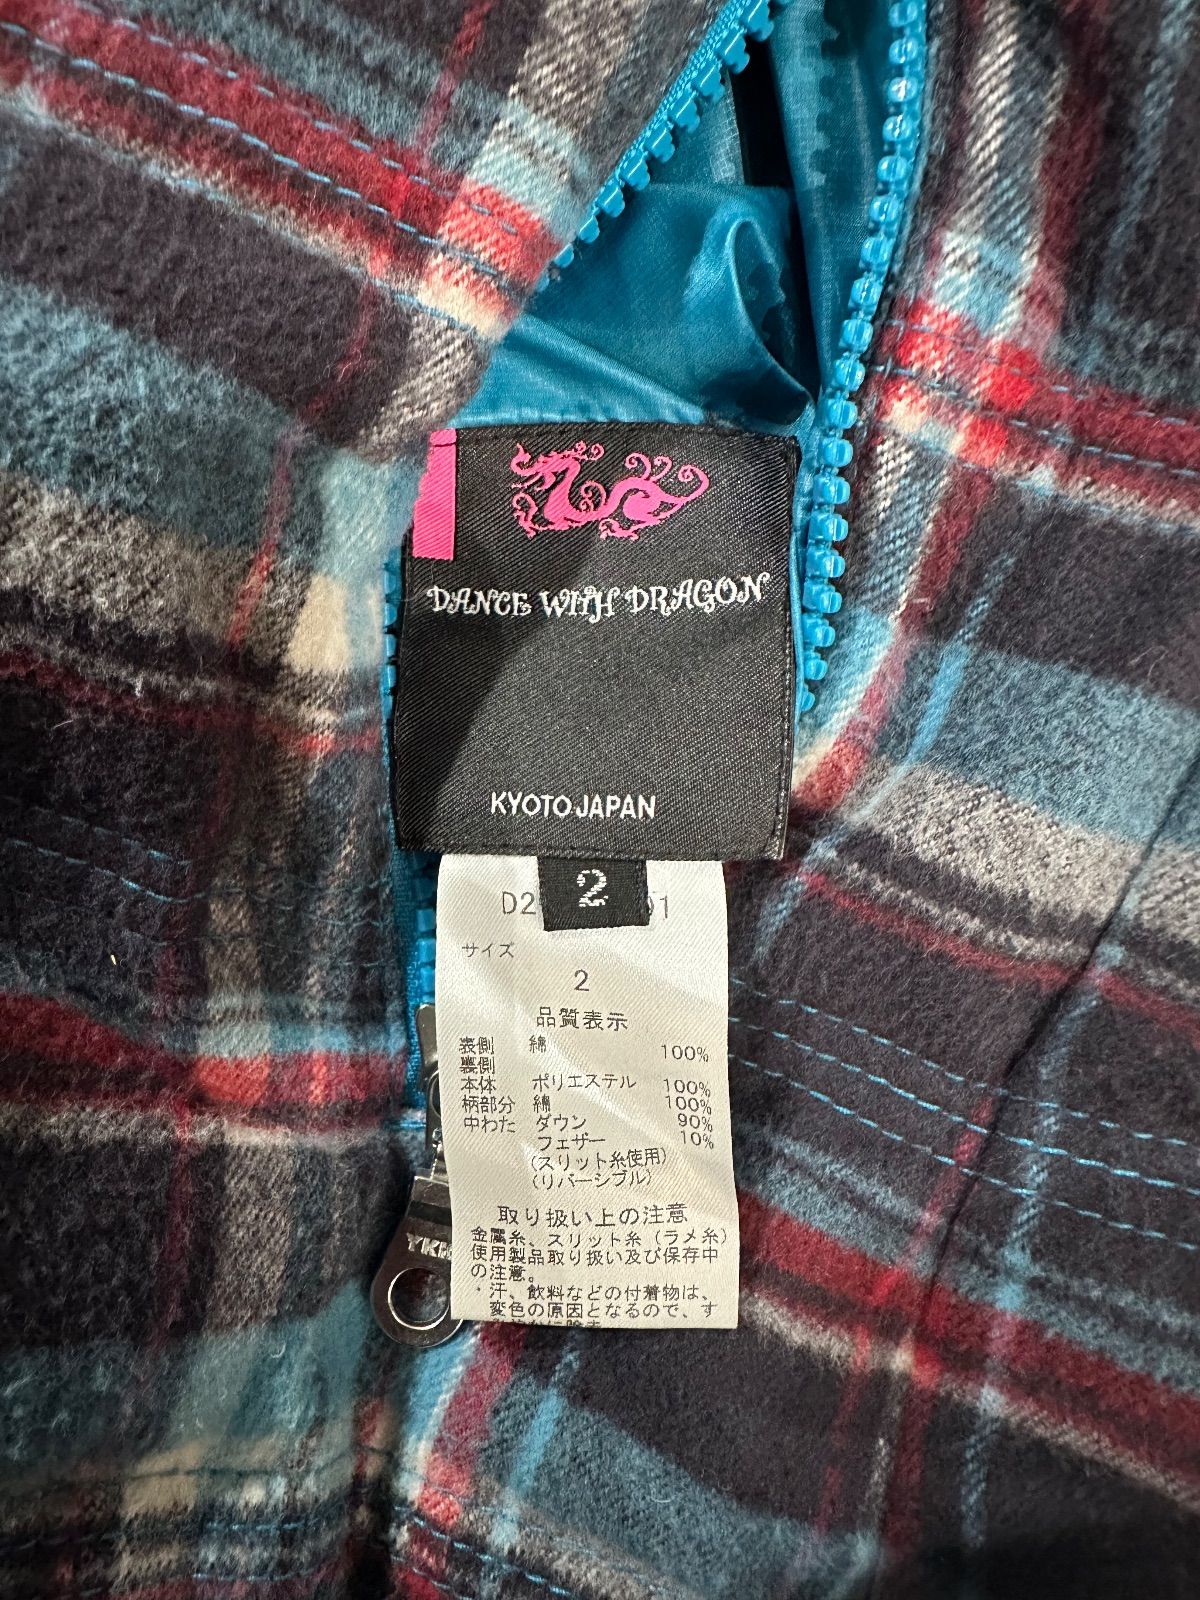 DANCE WITH DRAGON
KYOTO JAPAN
2
D2 01
サイズ
2
品質表示
表側 綿 100%
裏側
本体 ポリエステル 100%
柄部分 綿 100%
中わた ダウン 90%
フェザー 10%
(スリット糸使用)
(リバーシブル)
取り扱い上の注意
金属糸、スリット糸(ラメ糸)
使用製品取り扱い及び保存中
の注意。
・汗、飲料などの付着物は、
変色の原因となるので、す
YKK